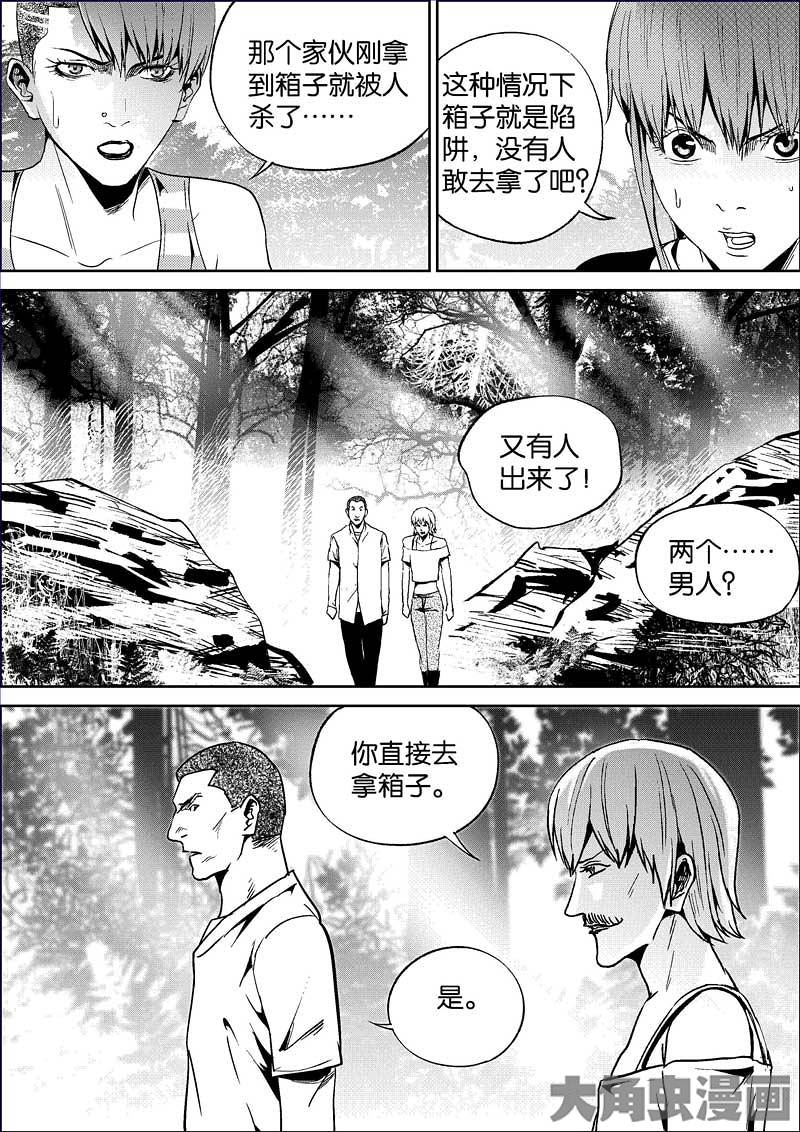 那个家伙刚拿
到箱子就被人
杀了……
这种情况下
箱子就是陷
阱，没有人
敢去拿了吧？
又有人
出来了！
两个……
男人？
你直接去
拿箱子。
是。
大角虫漫画